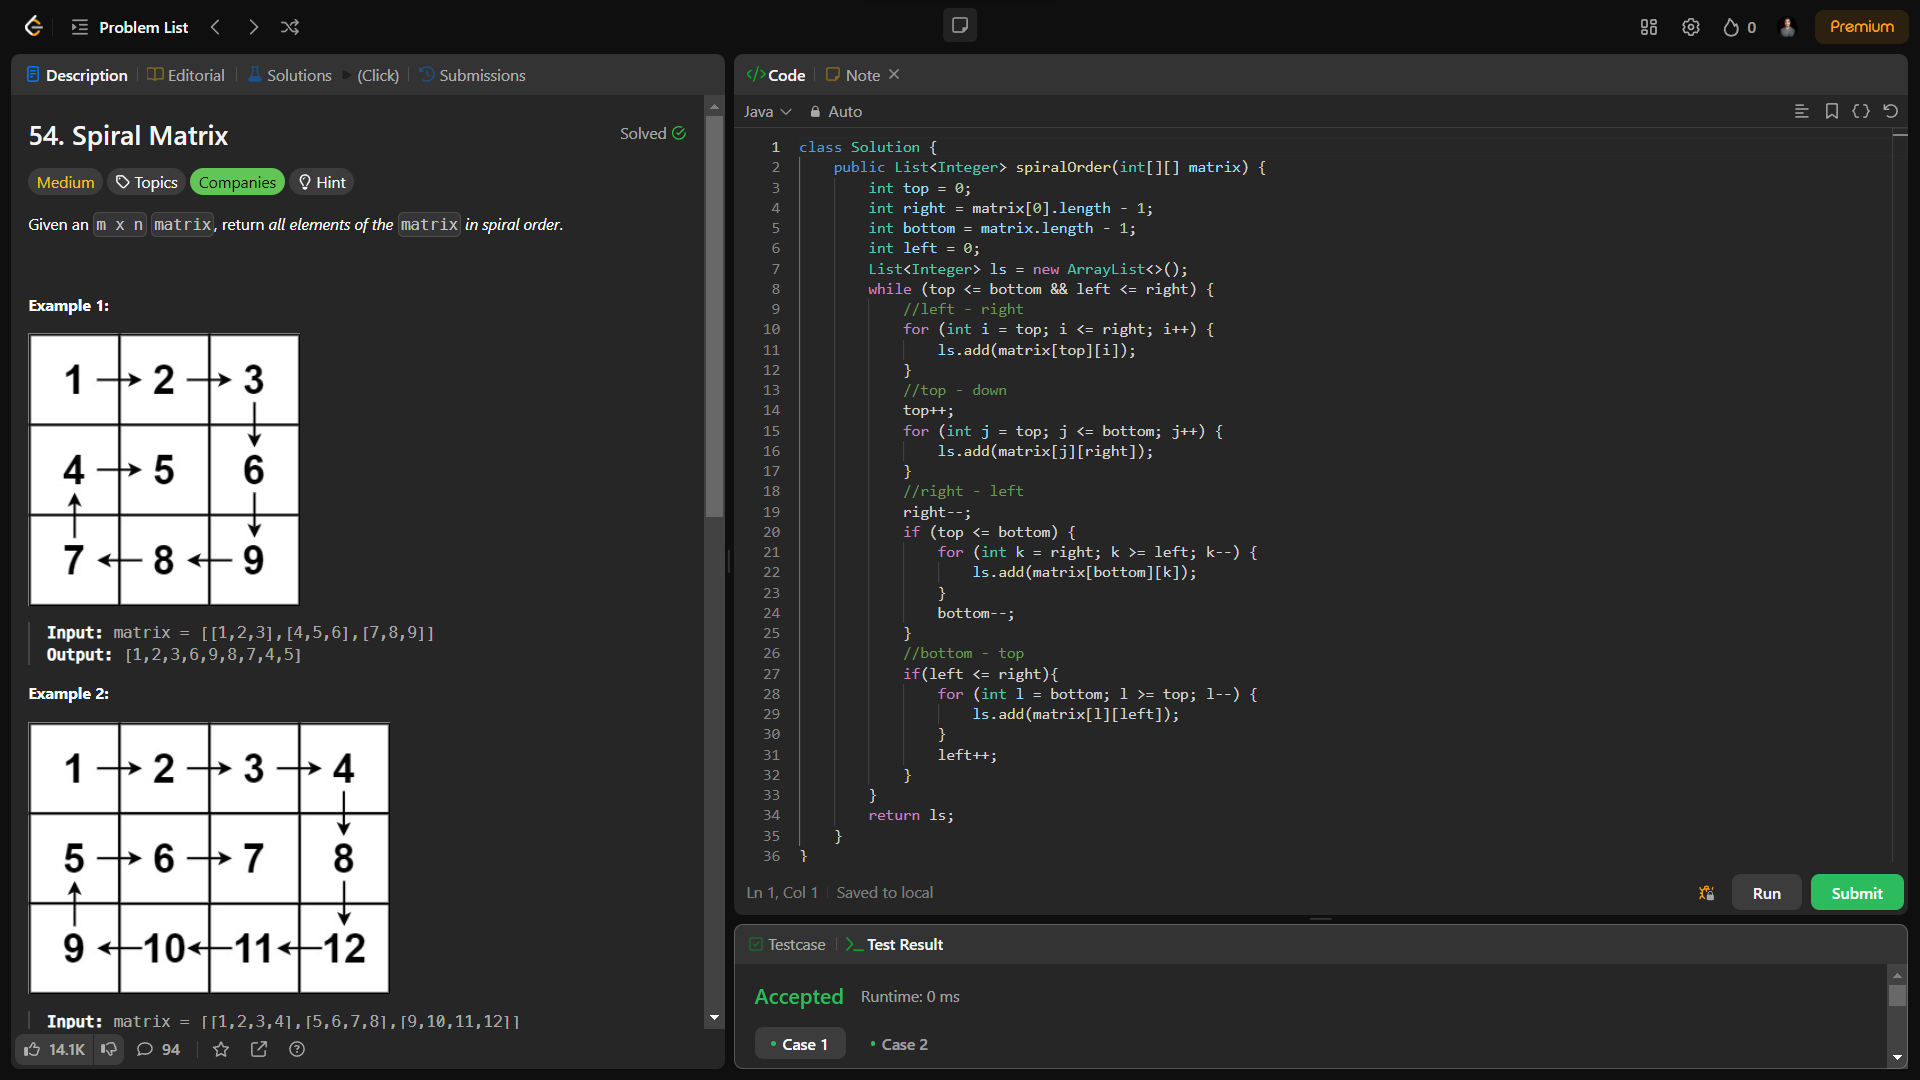 Problem List
0
Premium
Description
Editorial
Solutions
(Click)
Submissions
54. Spiral Matrix
Solved
Medium
Topics
Companies
Hint
Given an m x n matrix, return all elements of the matrix in spiral order.
Example 1:
1 2 3
4 5 6
7 8 9
Input: matrix = [[1,2,3],[4,5,6],[7,8,9]]
Output: [1,2,3,6,9,8,7,4,5]
Example 2:
1 2 3 4
5 6 7 8
9 10 11 12
Input: matrix = [[1,2,3,4],[5,6,7,8],[9,10,11,12]]
14.1K
94
</>Code
Note
Java
Auto
1 class Solution {
2 public List<Integer> spiralOrder(int[][] matrix) {
3 int top = 0;
4 int right = matrix[0].length - 1;
5 int bottom = matrix.length - 1;
6 int left = 0;
7 List<Integer> ls = new ArrayList<>();
8 while (top <= bottom && left <= right) {
9 //left - right
10 for (int i = top; i <= right; i++) {
11 ls.add(matrix[top][i]);
12 }
13 //top - down
14 top++;
15 for (int j = top; j <= bottom; j++) {
16 ls.add(matrix[j][right]);
17 }
18 //right - left
19 right--;
20 if (top <= bottom) {
21 for (int k = right; k >= left; k--) {
22 ls.add(matrix[bottom][k]);
23 }
24 bottom--;
25 }
26 //bottom - top
27 if(left <= right){
28 for (int l = bottom; l >= top; l--) {
29 ls.add(matrix[l][left]);
30 }
31 left++;
32 }
33 }
34 return ls;
35 }
36 }
Ln 1, Col 1
Saved to local
Run
Submit
Testcase
>_ Test Result
Accepted
Runtime: 0 ms
• Case 1
• Case 2